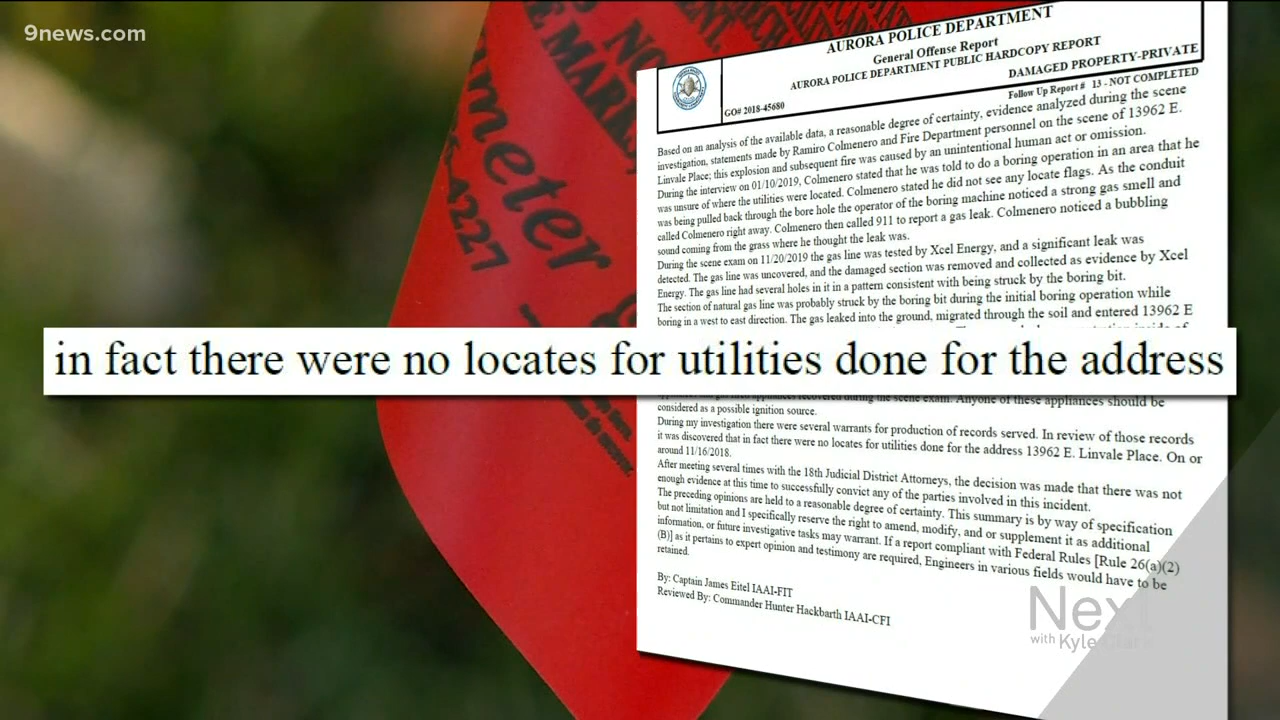 9news.com
NO
E MARK
meter
-4227
AURORA POLICE DEPARTMENT
General Offense Report
AURORA POLICE DEPARTMENT PUBLIC HARDCOPY REPORT
DAMAGED PROPERTY-PRIVATE
GO# 2018-45680
Follow Up Report # 13 - NOT COMPLETED
Based on an analysis of the available data, a reasonable degree of certainty, evidence analyzed during the scene
investigation, statements made by Ramiro Colmenero and Fire Department personnel on the scene of 13962 E.
Linvale Place; this explosion and subsequent fire was caused by an unintentional human act or omission.
During the interview on 01/10/2019, Colmenero stated that he was told to do a boring operation in an area that he
was unsure of where the utilities were located. Colmenero stated he did not see any locate flags. As the conduit
was being pulled back through the bore hole the operator of the boring machine noticed a strong gas smell and
called Colmenero right away. Colmenero then called 911 to report a gas leak. Colmenero noticed a bubbling
sound coming from the grass where he thought the leak was.
During the scene exam on 11/20/2019 the gas line was tested by Xcel Energy, and a significant leak was
detected. The gas line was uncovered, and the damaged section was removed and collected as evidence by Xcel
Energy. The gas line had several holes in it in a pattern consistent with being struck by the boring bit.
The section of natural gas line was probably struck by the boring bit during the initial boring operation while
boring in a west to east direction. The gas leaked into the ground, migrated through the soil and entered 13962 E
in fact there were no locates for utilities done for the address
recovered during the scene exam. Anyone of these appliances should be
considered as a possible ignition source.
During my investigation there were several warrants for production of records served. In review of those records
it was discovered that in fact there were no locates for utilities done for the address 13962 E. Linvale Place. On or
around 11/16/2018.
After meeting several times with the 18th Judicial District Attorneys, the decision was made that there was not
enough evidence at this time to successfully convict any of the parties involved in this incident.
The preceding opinions are held to a reasonable degree of certainty. This summary is by way of specification
but not limitation and I specifically reserve the right to amend, modify, and or supplement it as additional
information, or future investigative tasks may warrant. If a report compliant with Federal Rules [Rule 26(a)(2)
(B)] as it pertains to expert opinion and testimony are required, Engineers in various fields would have to be
retained.
By: Captain James Eitel IAAI-FIT
Reviewed By: Commander Hunter Hackbarth IAAI-CFI
Next
with Kyle Clark